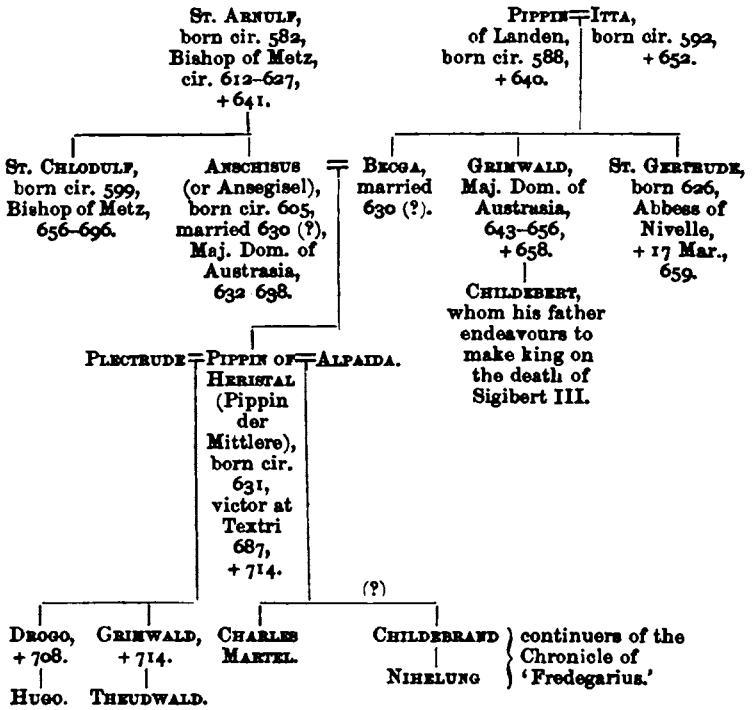 ST. ARNULF,
born cir. 582,
Bishop of Metz,
cir. 612–627,
+641.
PIPPIN=ITTA,
of Landen, born cir. 592,
born cir. 588, +652.
+640.
ST. CHLODULF,
born cir. 599,
Bishop of Metz,
656–696.
ANSCHISUS
(or Ansegisel),
born cir. 605,
married 630 (?),
Maj. Dom. of
Austrasia,
632 638.
=
BEGGA,
married
630 (?).
GRIMWALD,
Maj. Dom. of
Austrasia,
643–656,
+658.
ST. GERTRUDE,
born 626,
Abbess of
Nivelle,
+17 Mar.,
659.
CHILDEBERT,
whom his father
endeavours to
make king on
the death of
Sigibert III.
PLECTRUDE=PIPPIN OF=ALPAIDA.
HERISTAL
(Pippin
der
Mittlere),
born cir.
631,
victor at
Textri
687,
+714.
(?)
DROGO,
+708.
GRIMWALD,
+714.
CHARLES
MARTEL.
CHILDEBRAND
NIHELUNG
continuers of the
Chronicle of
‘Fredegarius.’
HUGO.
THEUDWALD.